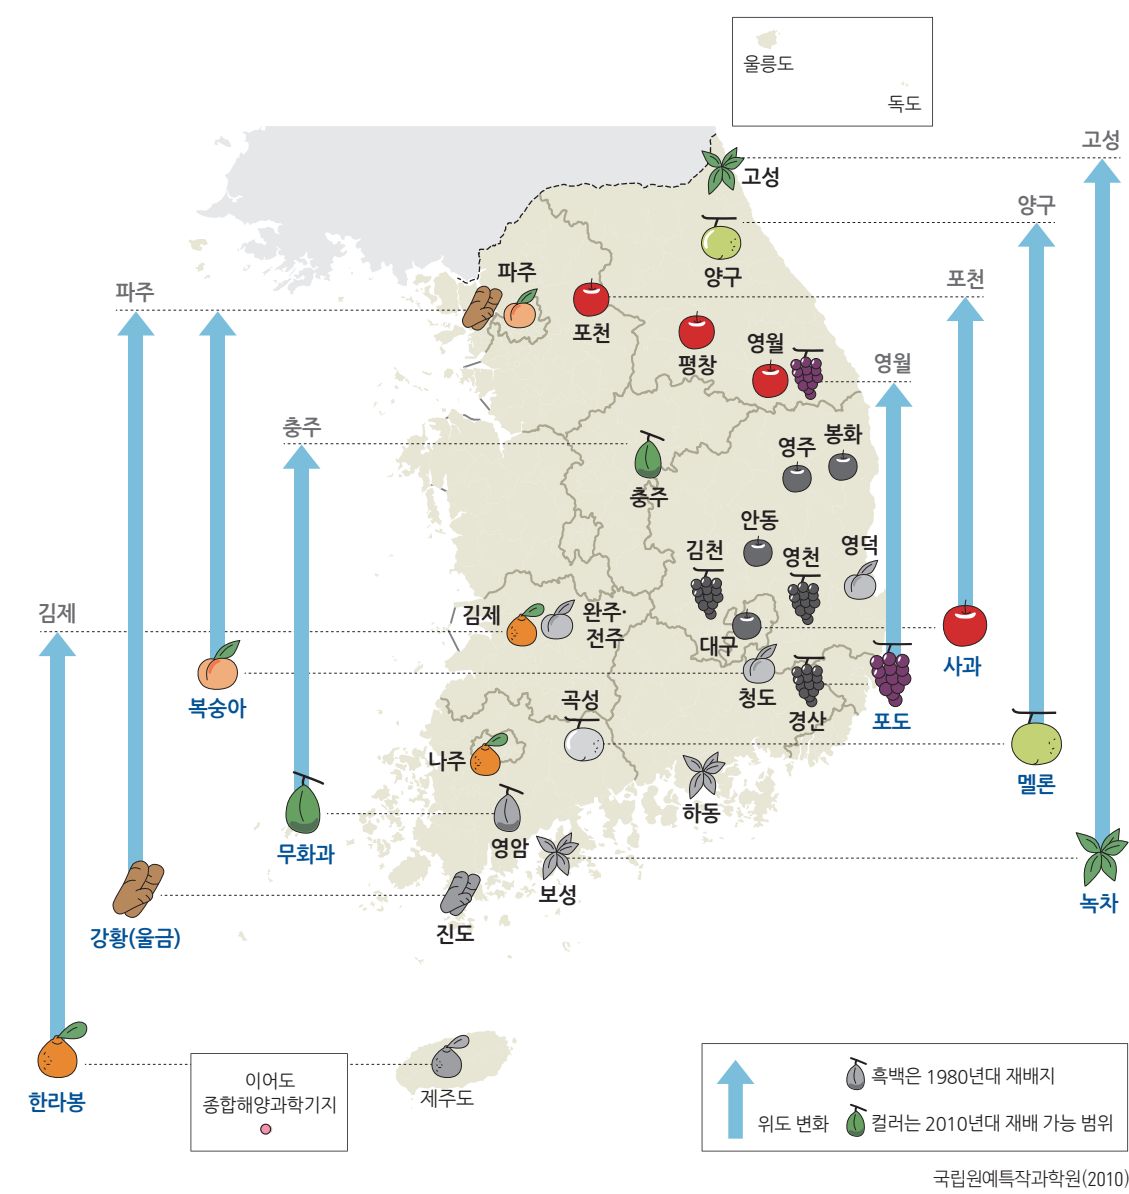 울릉도
독도
고성
고성
양구
양구
파주
파주
포천
포천
평창
영월
영월
충주
충주
영주
봉화
안동
김천
영천
영덕
김제
김제
완주·
전주
대구
청도
경산
포도
사과
복숭아
곡성
나주
멜론
하동
무화과
영암
보성
녹차
진도
강황(울금)
한라봉
제주도
이어도
종합해양과학기지
위도 변화
흑백은 1980년대 재배지
컬러는 2010년대 재배 가능 범위
국립원예특작과학원(2010)